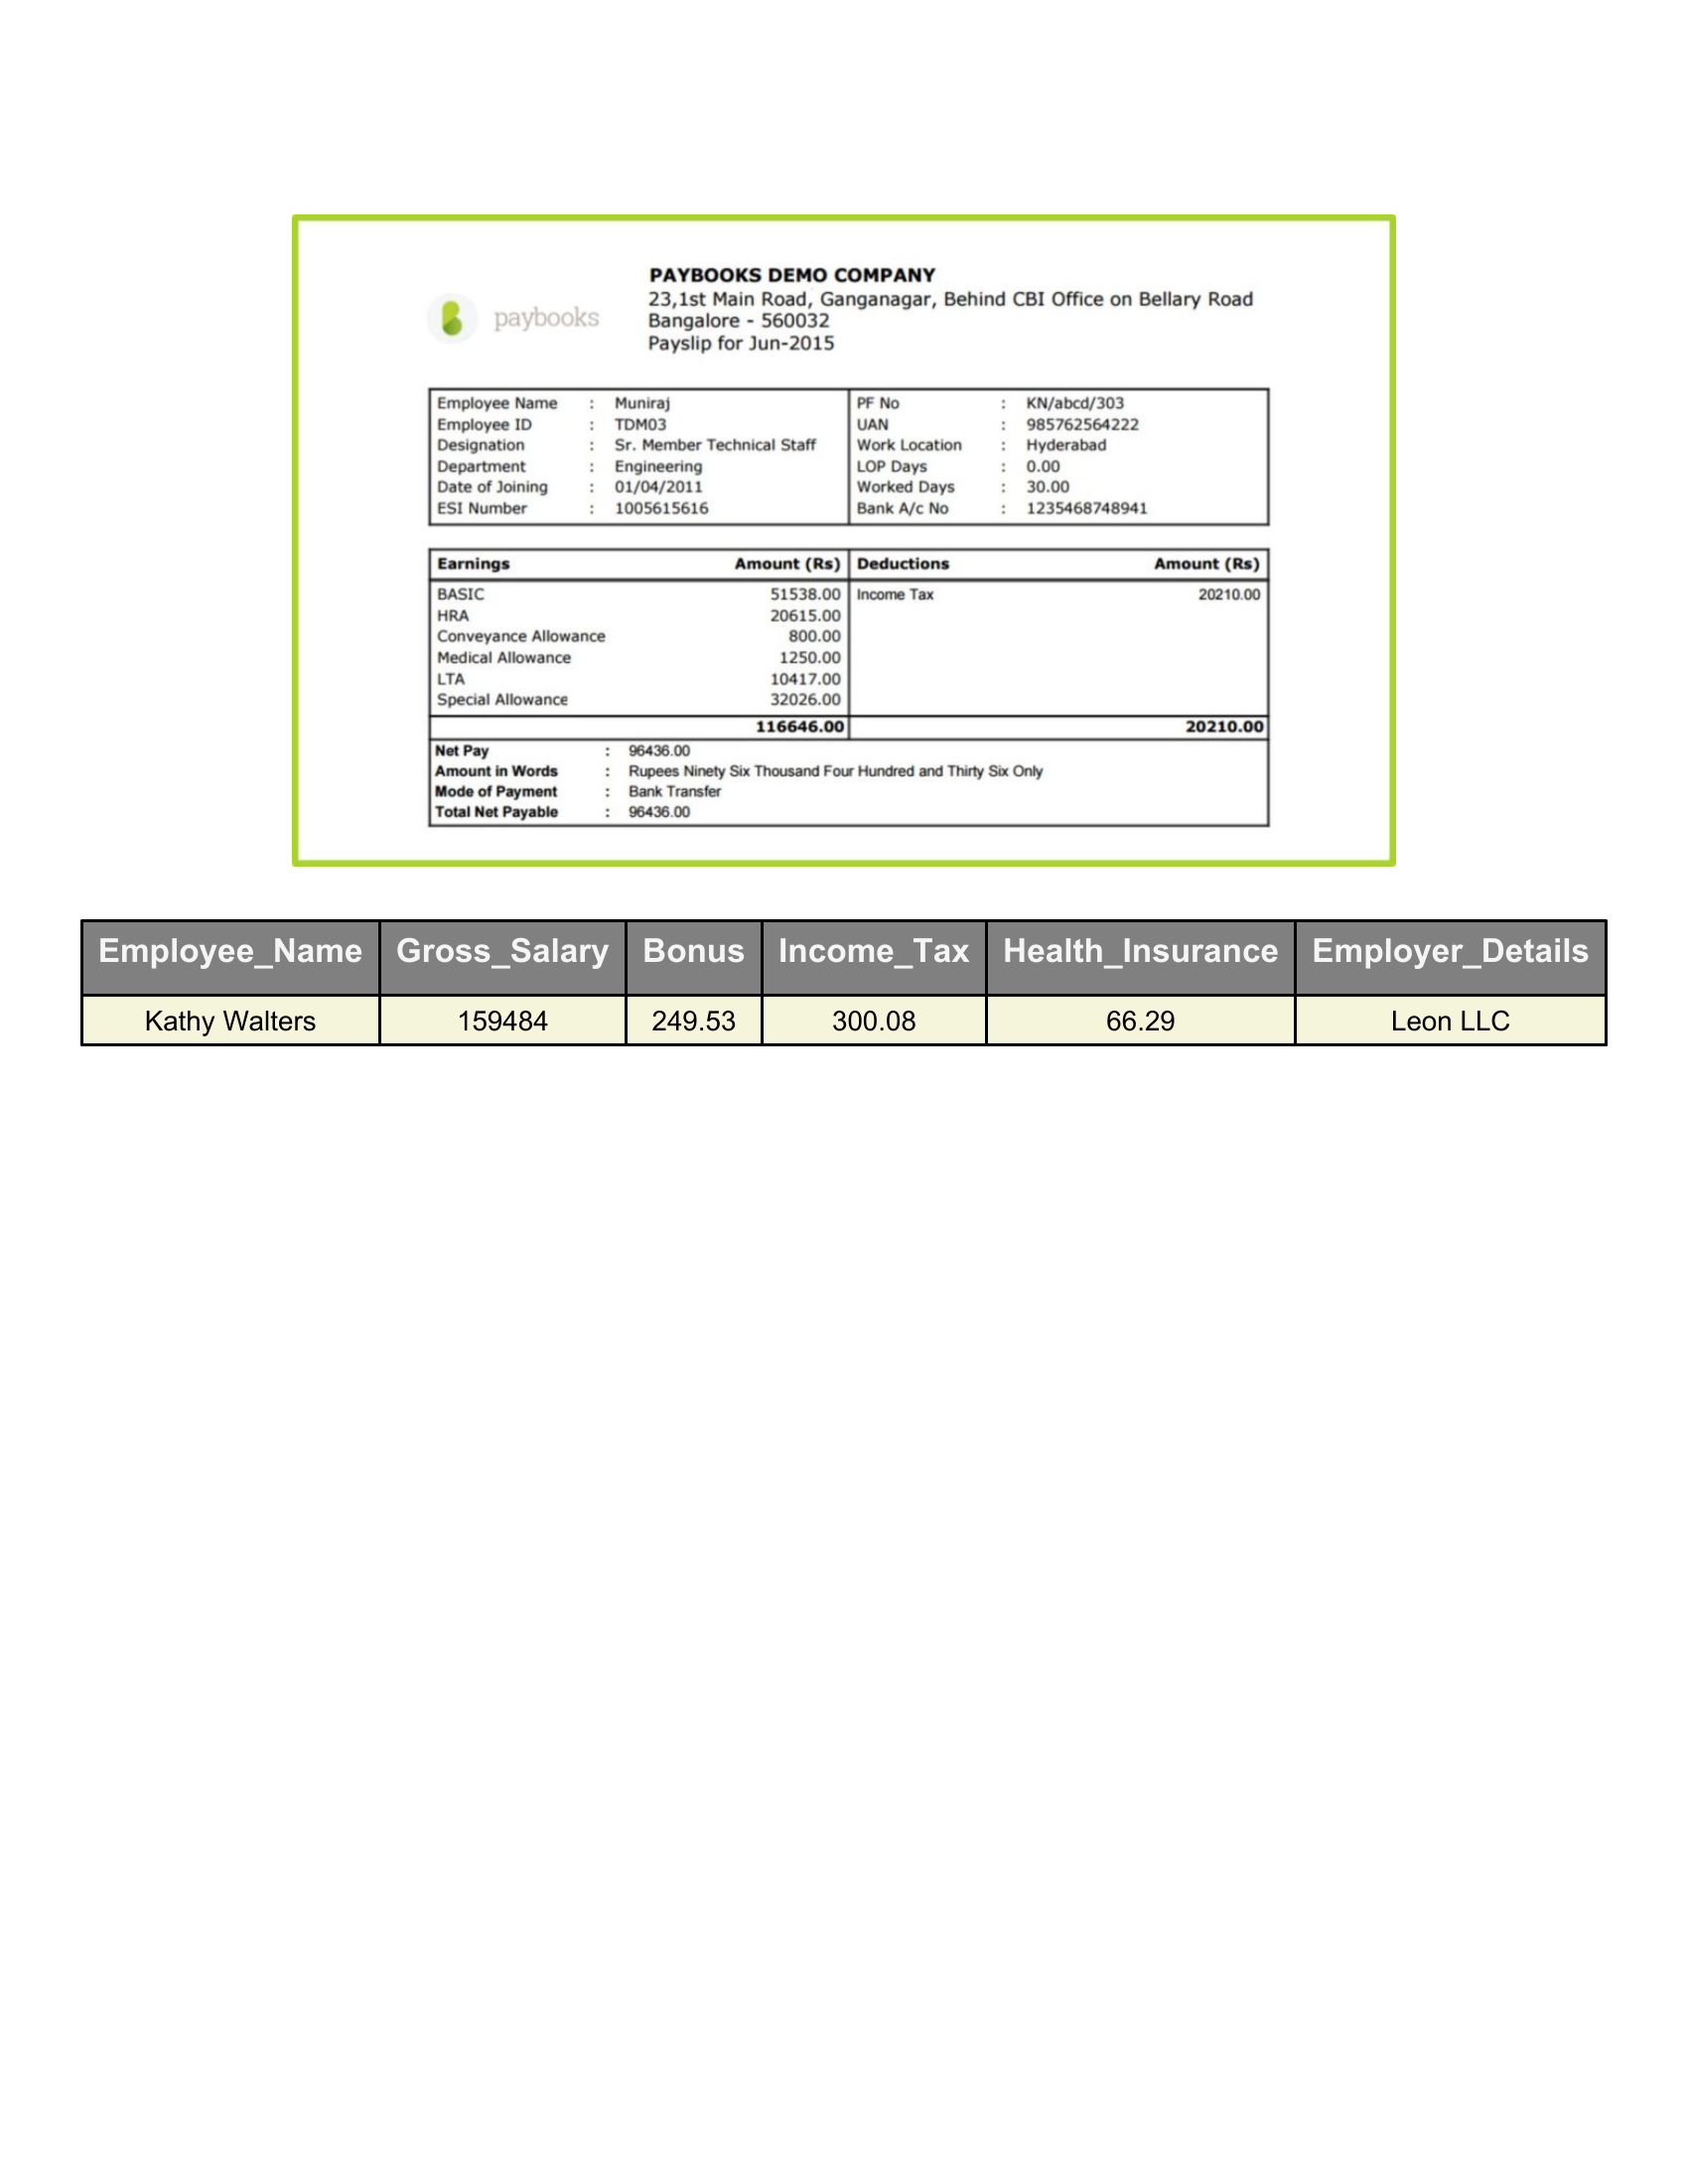 paybooks
PAYBOOKS DEMO COMPANY
23,1st Main Road, Ganganagar, Behind CBI Office on Bellary Road
Bangalore - 560032
Payslip for Jun-2015
Employee Name : Muniraj PF No : KN/abcd/303
Employee ID : TDM03 UAN : 985762564222
Designation : Sr. Member Technical Staff Work Location : Hyderabad
Department : Engineering LOP Days : 0.00
Date of Joining : 01/04/2011 Worked Days : 30.00
ESI Number : 1005615616 Bank A/c No : 1235468748941
Earnings Amount (Rs) Deductions Amount (Rs)
BASIC 51538.00 Income Tax 20210.00
HRA 20615.00
Conveyance Allowance 800.00
Medical Allowance 1250.00
LTA 10417.00
Special Allowance 32026.00
116646.00 20210.00
Net Pay : 96436.00
Amount in Words : Rupees Ninety Six Thousand Four Hundred and Thirty Six Only
Mode of Payment : Bank Transfer
Total Net Payable : 96436.00
Employee_Name Gross_Salary Bonus Income_Tax Health_Insurance Employer_Details
Kathy Walters 159484 249.53 300.08 66.29 Leon LLC